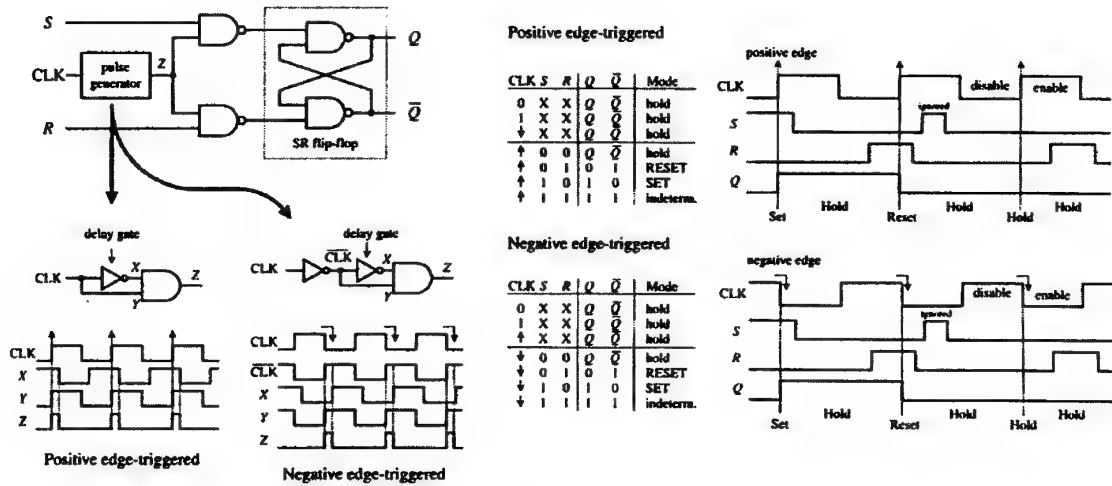 S
CLK
pulse generator
Z
R
Q
Q̅
SR flip-flop
delay gate
CLK
X
Y
Z
CLK
X
Y
Z
Positive edge-triggered
delay gate
CLK
C̅L̅K̅
X
Y
Z
CLK
C̅L̅K̅
X
Y
Z
Negative edge-triggered
Positive edge-triggered
CLK S R Q Q̅ Mode
0 X X Q Q̅ hold
1 X X Q Q̅ hold
↓ X X Q Q̅ hold
↑ 0 0 Q Q̅ hold
↑ 0 1 0 1 RESET
↑ 1 0 1 0 SET
↑ 1 1 1 1 indeterm.
positive edge
CLK
disable
enable
S
ignored
R
Q
Hold
Hold
Hold
Set
Reset
Hold
Negative edge-triggered
CLK S R Q Q̅ Mode
0 X X Q Q̅ hold
1 X X Q Q̅ hold
↑ X X Q Q̅ hold
↓ 0 0 Q Q̅ hold
↓ 0 1 0 1 RESET
↓ 1 0 1 0 SET
↓ 1 1 1 1 indeterm.
negative edge
CLK
disable
enable
S
ignored
R
Q
Hold
Hold
Hold
Set
Reset
Hold